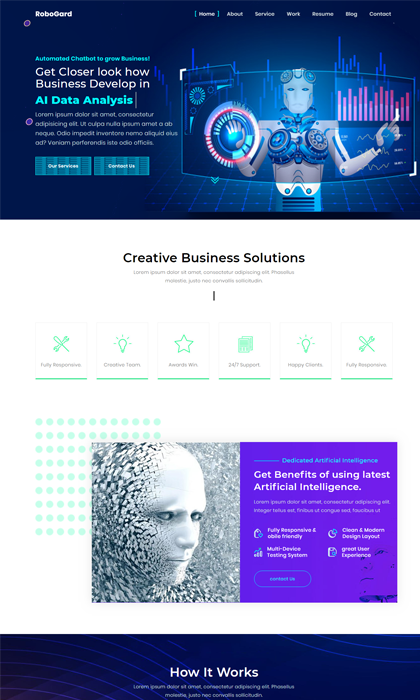 RoboGard
Home About Service Work Resume Blog Contact
Automated Chatbot to grow Business!
Get Closer look how
Business Develop in
AI Data Analysis
Lorem ipsum dolor sit amet, consectetur
adipisicing elit. Ut culpa nulla ipsum amet a ab
neque. Odio impedit inventore nemo aliquid eius
ad? Veniam perferendis iste odio officiis.
Our Services Contact Us
Creative Business Solutions
Lorem ipsum dolor sit amet, consectetur adipiscing elit. Phasellus
molestie, justo nec convallis sollicitudin.
Fully Responsive. Creative Team. Awards Win. 24/7 Support. Happy Clients. Fully Responsive.
Dedicated Artificial Intelligence
Get Benefits of using latest
Artificial Intelligence.
Lorem ipsum dolor sit amet, consectetur adipiscing elit.
Integer tellus est, finibus ut congue sed, faucibus ut
Fully Responsive &
obile friendly
Clean & Modern
Design Layout
Multi-Device
Testing System
great User
Experience
contact Us
How It Works
Lorem ipsum dolor sit amet, consectetur adipiscing elit. Phasellus
molestie, justo nec convallis sollicitudin.